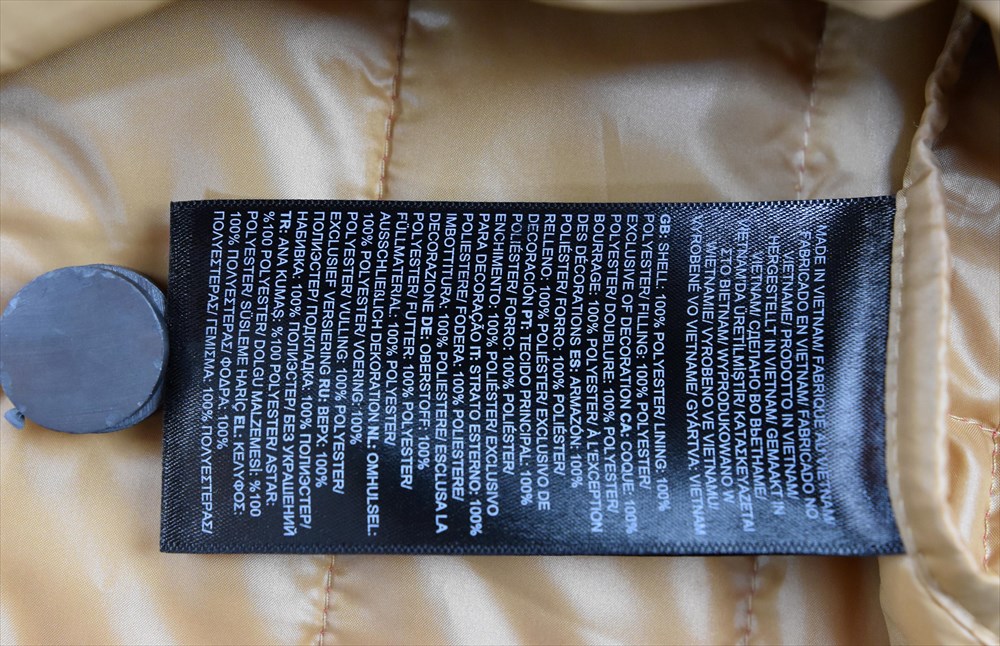 MADE IN VIETNAM/ FABRIQUÉ AU VIETNAM/
FABRICADO EN VIETNAM/ FABRICADO NO
VIETNAME/ PRODOTTO IN VIETNAM/
HERGESTELLT IN VIETNAM/ GEMAAKT IN
VIETNAM/ СДЕЛАНО ВО ВЬЕТНАМЕ/
VIETNAM'DA ÜRETİLMİŞTİR/ ΚΑΤΑΣΚΕΥΑΖΕΤΑΙ
ΣΤΟ ΒΙΕΤΝΑΜ/ WYPRODUKOWANO W
WIETNAMIE/ VYROBENO VE VIETNAMU/
VYROBENÉ VO VIETNAME/ GYÁRTVA: VIETNAM
GB: SHELL: 100% POLYESTER/ LINING: 100%
POLYESTER/ FILLING: 100% POLYESTER/
EXCLUSIVE OF DECORATION CA: COQUE: 100%
POLYESTER/ DOUBLURE: 100% POLYESTER/
BOURRAGE: 100% POLYESTER/ À L'EXCEPTION
DES DÉCORATIONS ES: ARMAZÓN: 100%
POLIÉSTER/ FORRO: 100% POLIÉSTER/
RELLENO: 100% POLIÉSTER/ EXCLUSIVO DE
DECORACIÓN PT: TECIDO PRINCIPAL: 100%
POLIÉSTER/ FORRO: 100% POLIÉSTER/
ENCHIMENTO: 100% POLIÉSTER/ EXCLUSIVO
PARA DECORAÇÃO IT: STRATO ESTERNO: 100%
POLIESTERE/ FODERA: 100% POLIESTERE/
IMBOTTITURA: 100% POLIESTERE/ ESCLUSA LA
DECORAZIONE DE: OBERSTOFF: 100%
POLYESTER/ FUTTER: 100% POLYESTER/
FÜLLMATERIAL: 100% POLYESTER/
AUSSCHLIEßLICH DEKORATION NL: OMHULSEL:
100% POLYESTER/ VOERING: 100%
POLYESTER/ VULLING: 100% POLYESTER/
EXCLUSIEF VERSIERING RU: ВЕРХ: 100%
ПОЛИЭСТЕР/ ПОДКЛАДКА: 100% ПОЛИЭСТЕР/
НАБИВКА: 100% ПОЛИЭСТЕР/ БЕЗ УКРАШЕНИЙ
TR: ANA KUMAŞ: %100 POLYESTER/ ASTAR:
%100 POLYESTER/ DOLGU MALZEMESİ: %100
POLYESTER/ SÜSLEME HARİÇ EL: ΚΕΛΥΦΟΣ:
100% ΠΟΛΥΕΣΤΕΡΑΣ/ ΦΟΔΡΑ: 100%
ΠΟΛΥΕΣΤΕΡΑΣ/ ΓΕΜΙΣΜΑ: 100% ΠΟΛΥΕΣΤΕΡΑΣ/